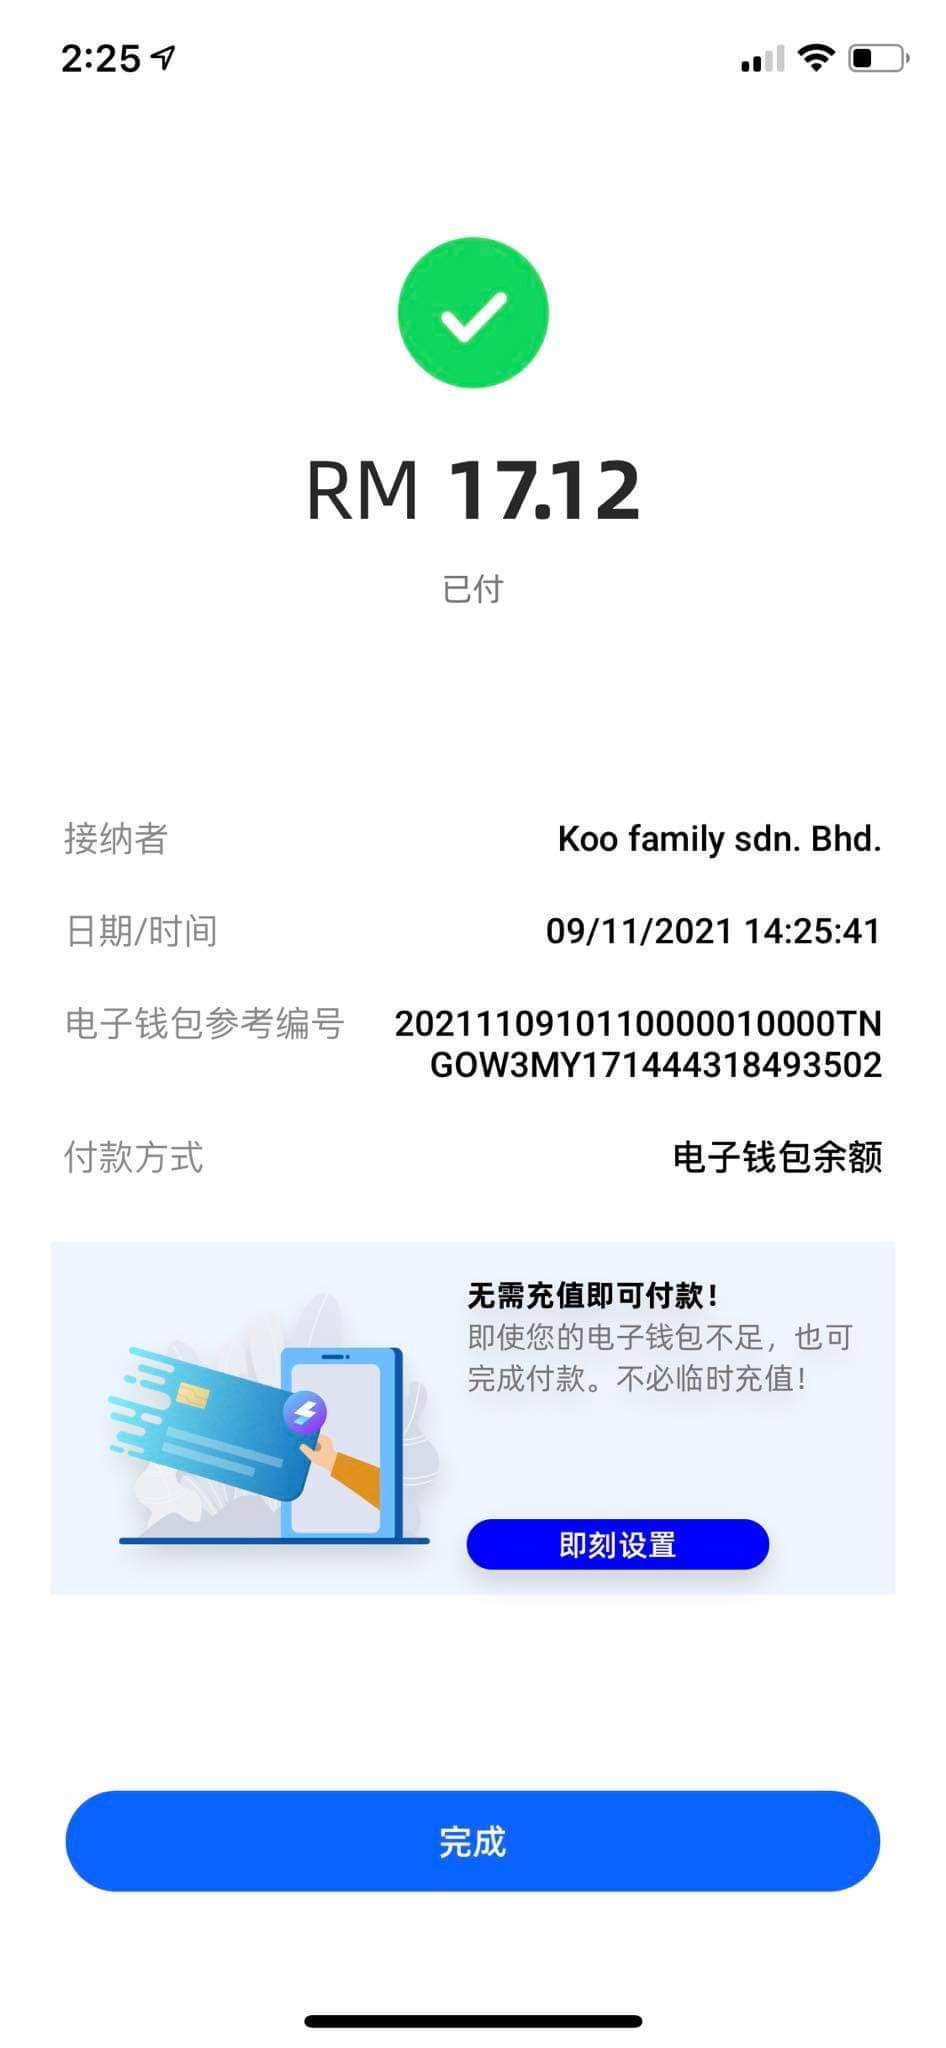 2:25
RM 17.12
已付
接纳者 Koo family sdn. Bhd.
日期/时间 09/11/2021 14:25:41
电子钱包参考编号 2021110910110000010000TN
GOW3MY171444318493502
付款方式 电子钱包余额
无需充值即可付款！
即使您的电子钱包不足，也可
完成付款。不必临时充值！
即刻设置
完成